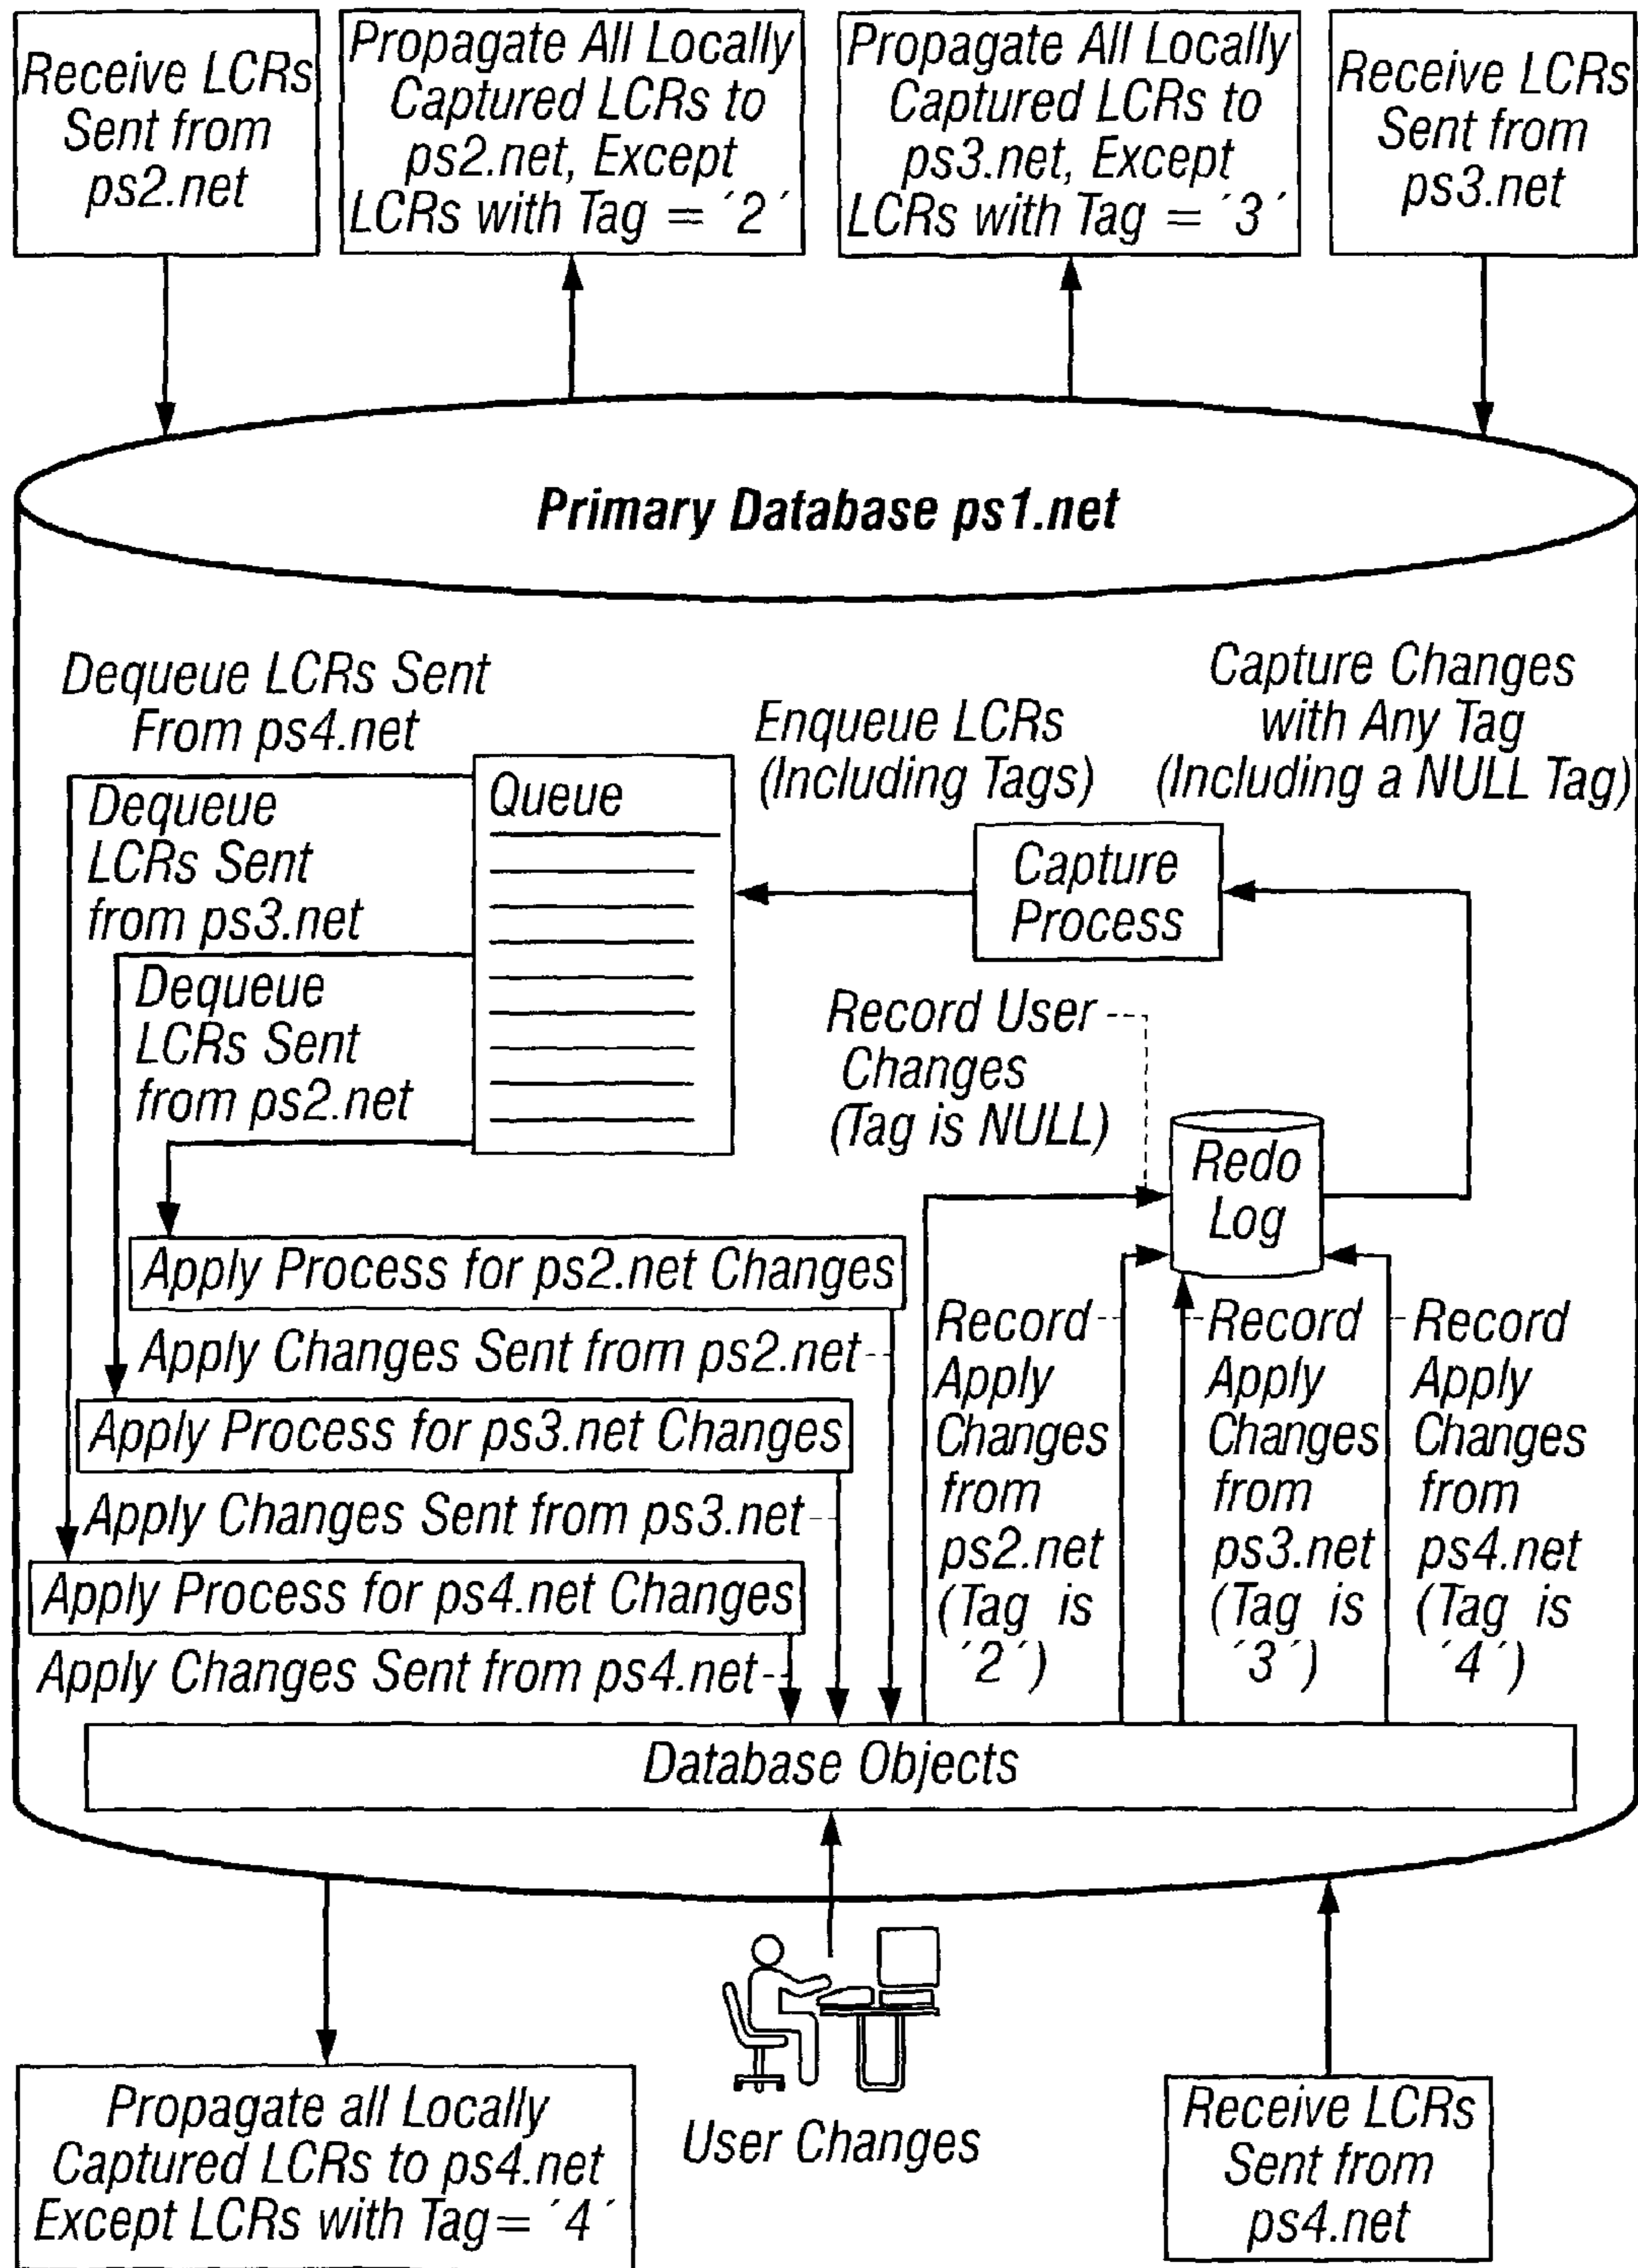 Receive LCRs
Sent from
ps2.net
Propagate All Locally
Captured LCRs to
ps2.net, Except
LCRs with Tag = ´2´
Propagate All Locally
Captured LCRs to
ps3.net, Except
LCRs with Tag = ´3´
Receive LCRs
Sent from
ps3.net
Primary Database ps1.net
Dequeue LCRs Sent
From ps4.net
Dequeue
LCRs Sent
from ps3.net
Dequeue
LCRs Sent
from ps2.net
Queue
Enqueue LCRs
(Including Tags)
Capture Changes
with Any Tag
(Including a NULL Tag)
Capture
Process
Record User
Changes
(Tag is NULL)
Redo
Log
Apply Process for ps2.net Changes
Apply Changes Sent from ps2.net
Apply Process for ps3.net Changes
Apply Changes Sent from ps3.net
Apply Process for ps4.net Changes
Apply Changes Sent from ps4.net
Record
Apply
Changes
from
ps2.net
(Tag is
´2´)
Record
Apply
Changes
from
ps3.net
(Tag is
´3´)
Record
Apply
Changes
from
ps4.net
(Tag is
´4´)
Database Objects
Propagate all Locally
Captured LCRs to ps4.net
Except LCRs with Tag= ´4´
User Changes
Receive LCRs
Sent from
ps4.net